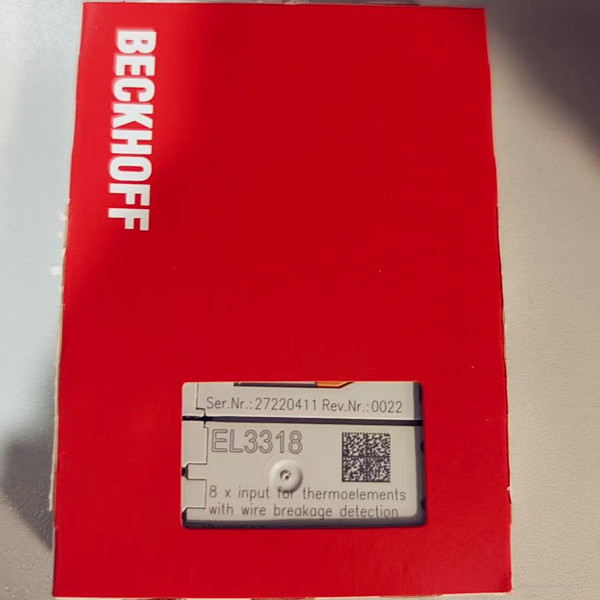 BECKHOFF
Ser.Nr.:27220411 Rev.Nr.:0022
EL3318
8 x input for thermoelements
with wire breakage detection